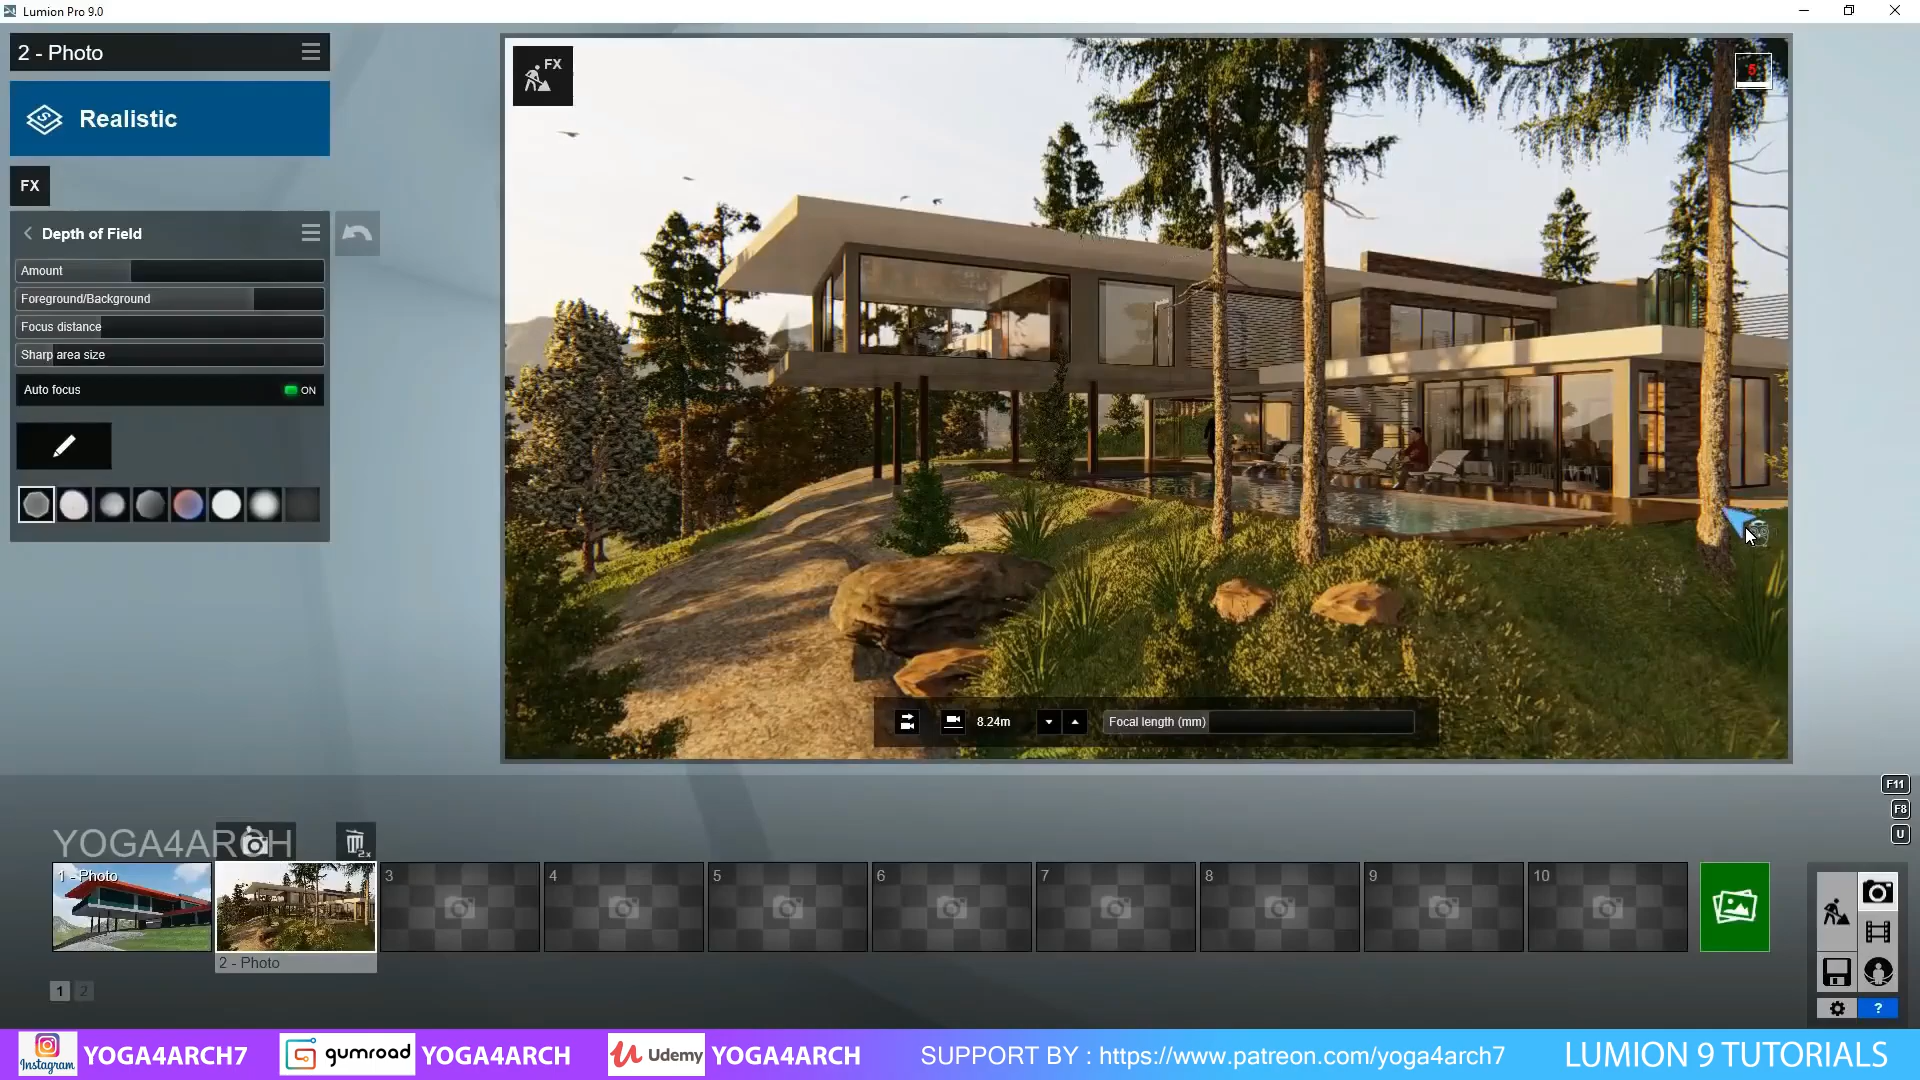 Lumion Pro 9.0
2 - Photo
Realistic
FX
Depth of Field
Amount
Foreground/Background
Focus distance
Sharp area size
Auto focus ON
FX
5
8.24m
Focal length (mm)
F11
F8
U
YOGA4ARCH
2x
1 - Photo
3
4
5
6
7
8
9
10
2 - Photo
1 2
?
Instagram
YOGA4ARCH7
gumroad
YOGA4ARCH
Udemy
YOGA4ARCH
SUPPORT BY : https://www.patreon.com/yoga4arch7
LUMION 9 TUTORIALS